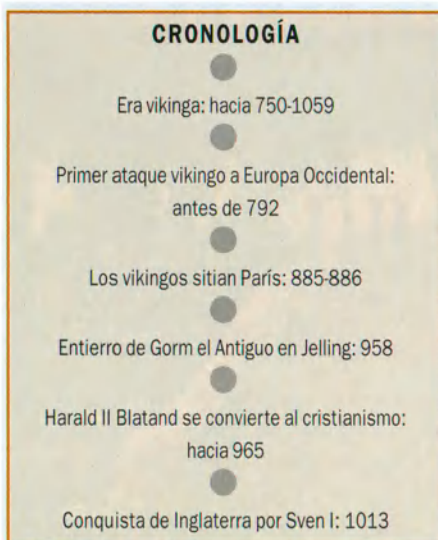 CRONOLOGÍA
Era vikinga: hacia 750-1059
Primer ataque vikingo a Europa Occidental:
antes de 792
Los vikingos sitian París: 885-886
Entierro de Gorm el Antiguo en Jelling: 958
Harald II Blatand se convierte al cristianismo:
hacia 965
Conquista de Inglaterra por Sven I: 1013